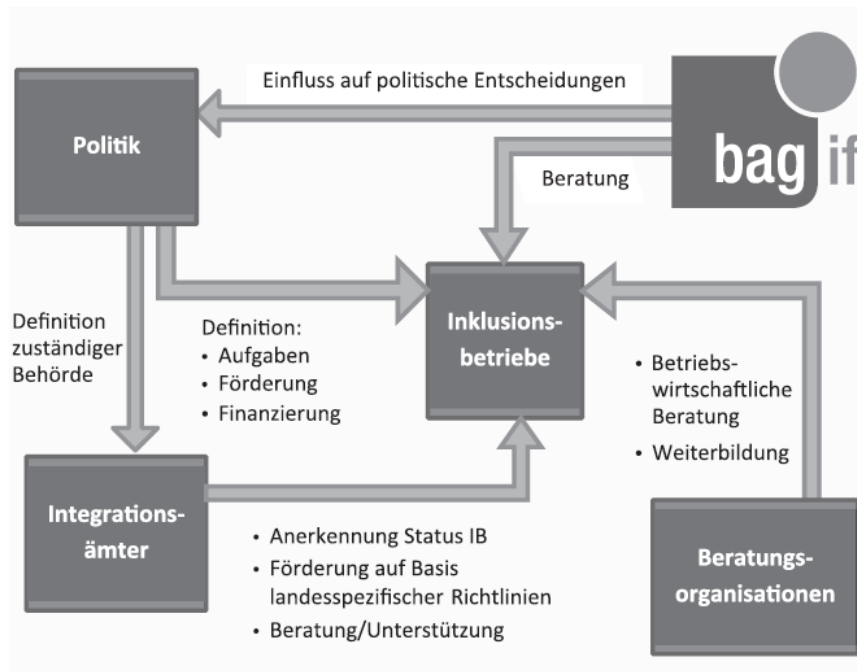 Einfluss auf politische Entscheidungen
Politik
bag if
Beratung
Definition
zuständiger
Behörde
Definition:
• Aufgaben
• Förderung
• Finanzierung
Inklusions-
betriebe
• Betriebs-
wirtschaftliche
Beratung
• Weiterbildung
Integrations-
ämter
• Anerkennung Status IB
• Förderung auf Basis
landesspezifischer Richtlinien
• Beratung/Unterstützung
Beratungs-
organisationen